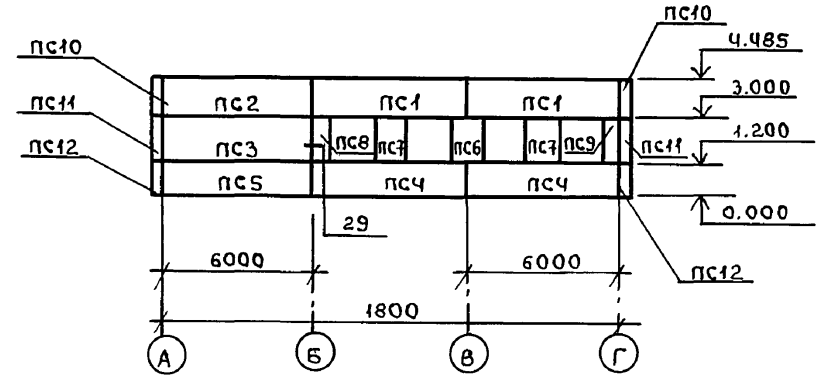 ПС10
ПС10
4.485
ПС2
ПС1
ПС1
3.000
ПС11
ПС3
ПС8
ПС7
ПС6
ПС7
ПС9
ПС11
1.200
ПС12
ПС5
ПС4
ПС4
0.000
29
6000
6000
ПС12
1800
А
Б
В
Г